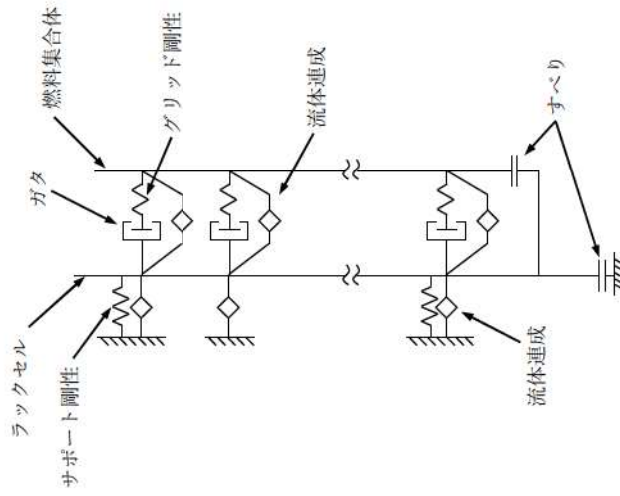 燃料集合体
グリッド剛性
ガタ
流体連成
すべり
ラックセル
サポート剛性
流体連成